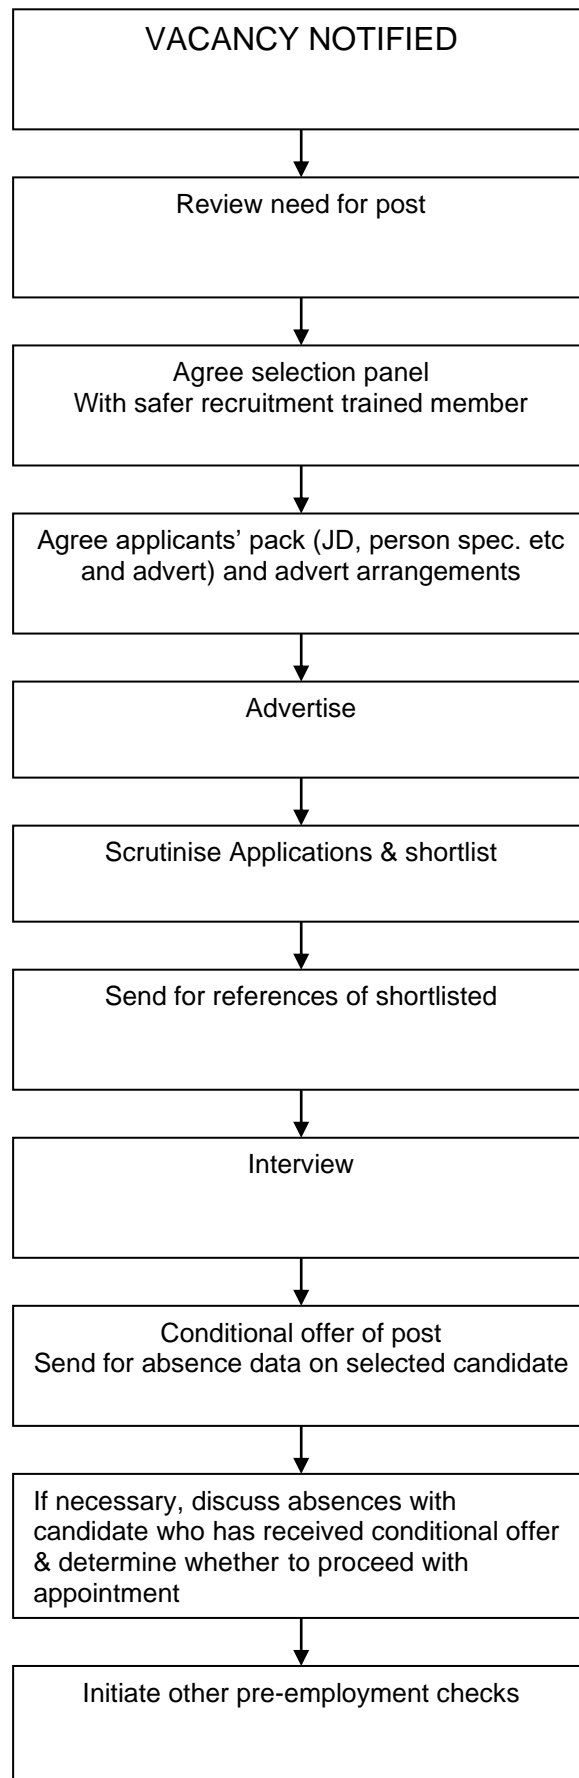 VACANCY NOTIFIED
Review need for post
Agree selection panel
With safer recruitment trained member
Agree applicants’ pack (JD, person spec. etc
and advert) and advert arrangements
Advertise
Scrutinise Applications & shortlist
Send for references of shortlisted
Interview
Conditional offer of post
Send for absence data on selected candidate
If necessary, discuss absences with
candidate who has received conditional offer
& determine whether to proceed with
appointment
Initiate other pre-employment checks